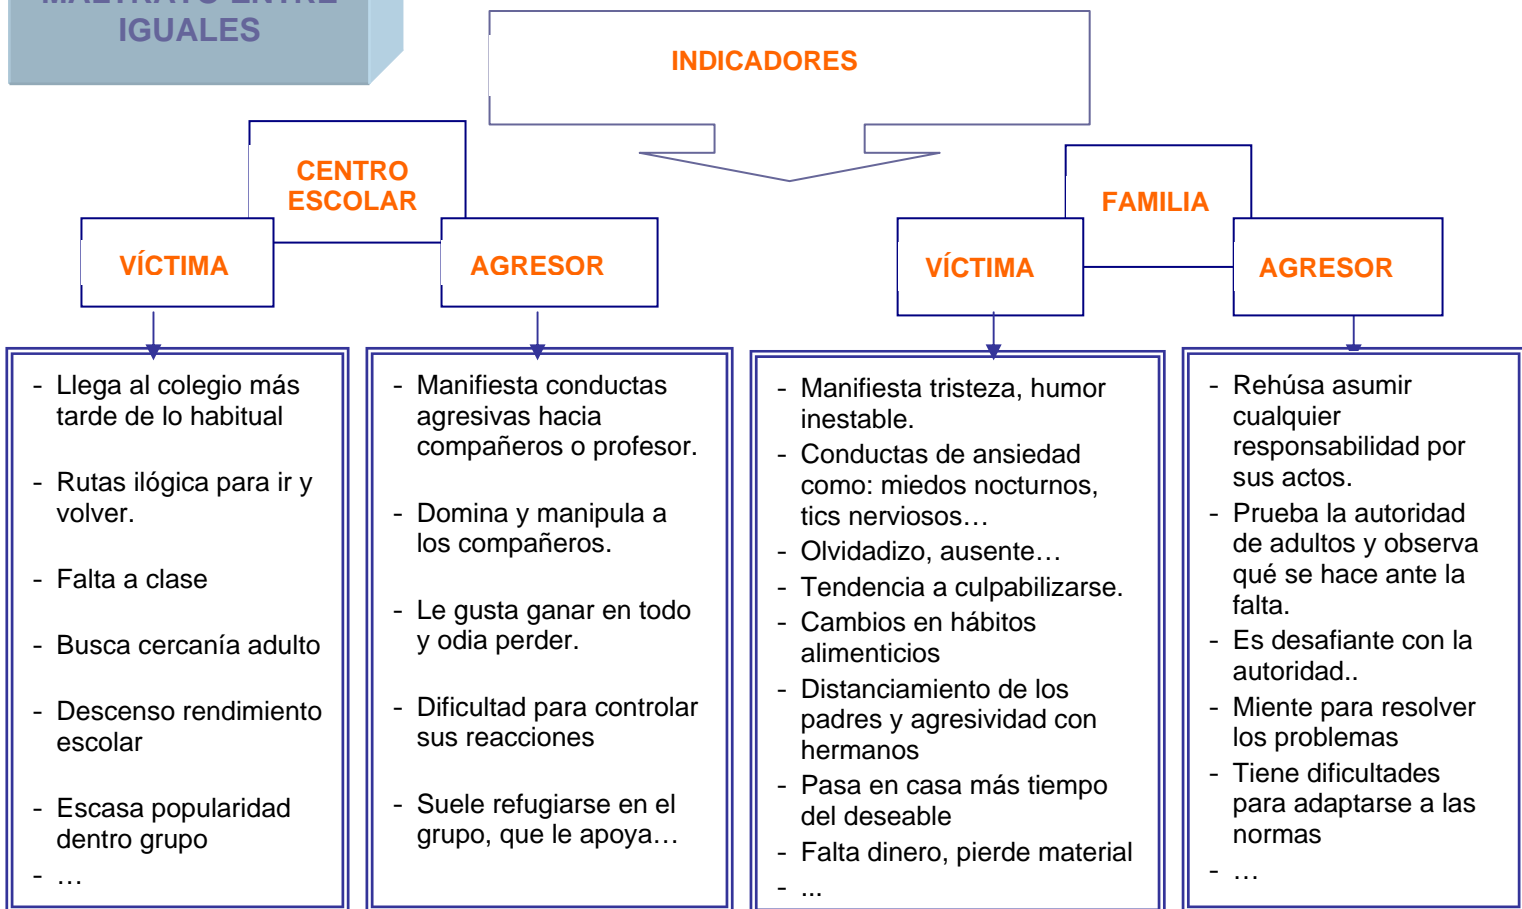 MALTRATO ENTRE
IGUALES
INDICADORES
CENTRO
ESCOLAR
FAMILIA
VÍCTIMA
AGRESOR
VÍCTIMA
AGRESOR
- Llega al colegio más
tarde de lo habitual
- Rutas ilógica para ir y
volver.
- Falta a clase
- Busca cercanía adulto
- Descenso rendimiento
escolar
- Escasa popularidad
dentro grupo
- …
- Manifiesta conductas
agresivas hacia
compañeros o profesor.
- Domina y manipula a
los compañeros.
- Le gusta ganar en todo
y odia perder.
- Dificultad para controlar
sus reacciones
- Suele refugiarse en el
grupo, que le apoya…
- Manifiesta tristeza, humor
inestable.
- Conductas de ansiedad
como: miedos nocturnos,
tics nerviosos…
- Olvidadizo, ausente…
- Tendencia a culpabilizarse.
- Cambios en hábitos
alimenticios
- Distanciamiento de los
padres y agresividad con
hermanos
- Pasa en casa más tiempo
del deseable
- Falta dinero, pierde material
- ...
- Rehúsa asumir
cualquier
responsabilidad por
sus actos.
- Prueba la autoridad
de adultos y observa
qué se hace ante la
falta.
- Es desafiante con la
autoridad..
- Miente para resolver
los problemas
- Tiene dificultades
para adaptarse a las
normas
- …